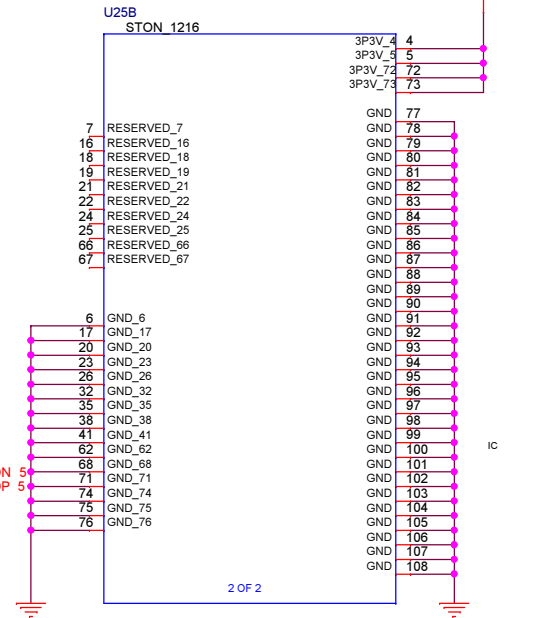 U25B
STON_1216
3P3V_4 4
3P3V_5 5
3P3V_72 72
3P3V_73 73
GND 77
7 RESERVED_7 GND 78
16 RESERVED_16 GND 79
18 RESERVED_18 GND 80
19 RESERVED_19 GND 81
21 RESERVED_21 GND 82
22 RESERVED_22 GND 83
24 RESERVED_24 GND 84
25 RESERVED_25 GND 85
66 RESERVED_66 GND 86
67 RESERVED_67 GND 87
GND 88
GND 89
GND 90
6 GND_6 GND 91
17 GND_17 GND 92
20 GND_20 GND 93
23 GND_23 GND 94
26 GND_26 GND 95
32 GND_32 GND 96
35 GND_35 GND 97
38 GND_38 GND 98
41 GND_41 GND 99
62 GND_62 GND 100
68 GND_68 GND 101
71 GND_71 GND 102
74 GND_74 GND 103
75 GND_75 GND 104
76 GND_76 GND 105
GND 106
GND 107
GND 108
IC
ON 5
OP 5
2 OF 2